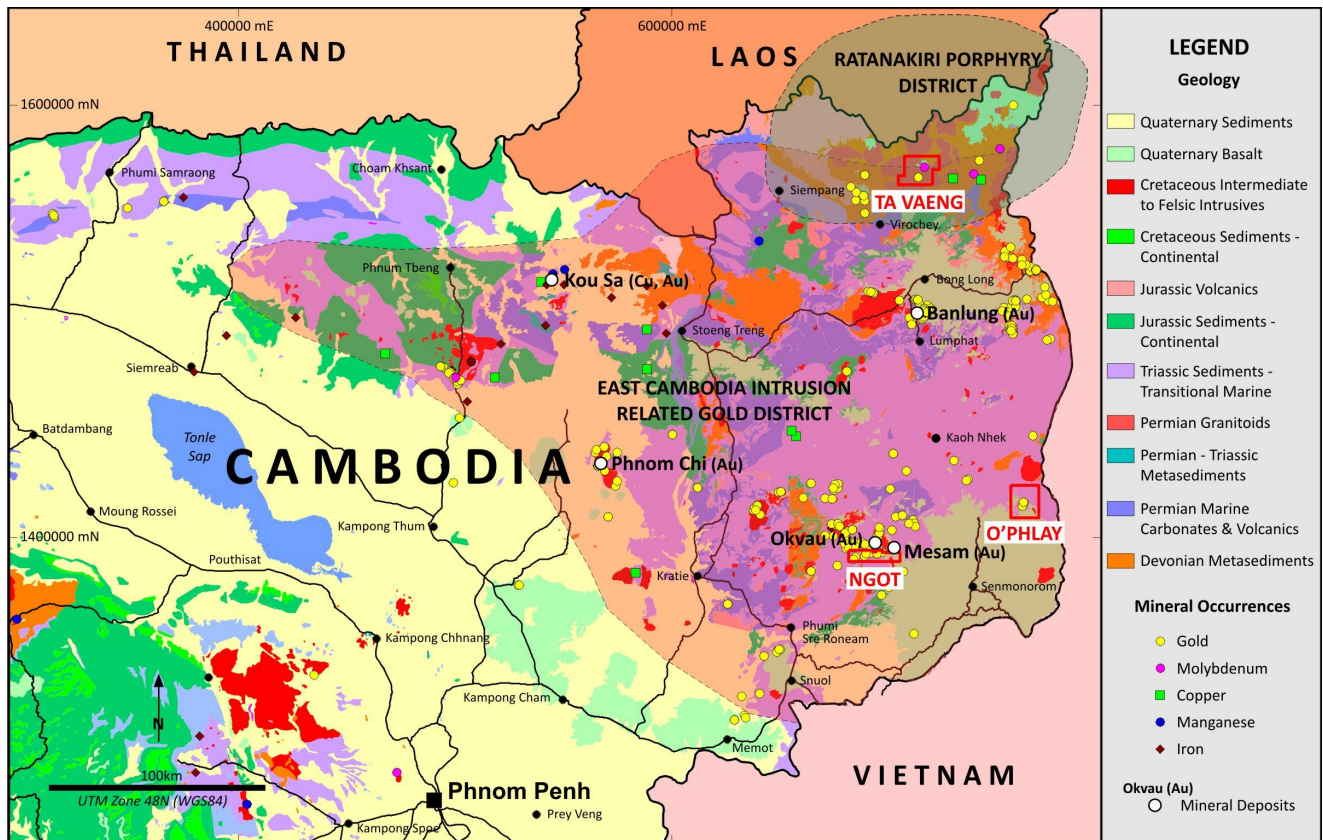 400000 mE
600000 mE
THAILAND
LAOS
RATANAKIRI PORPHYRY
DISTRICT
1600000 mN
Phumi Samraong
Choam Khsant
Siempang
TA VAENG
Virochey
Phnum Tbeng
Kou Sa (Cu, Au)
Bong Long
Banlung (Au)
Stoeng Treng
Lumphat
Siemreab
EAST CAMBODIA INTRUSION
RELATED GOLD DISTRICT
Batdambang
Tonle
Sap
CAMBODIA
Kaoh Nhek
Phnom Chi (Au)
Moung Rossei
Kampong Thum
O'PHLAY
1400000 mN
Okvau (Au)
Mesam (Au)
Pouthisat
NGOT
Kratie
Senmonorom
Kampong Chhnang
Phumi
Sre Roneam
Snuol
Kampong Cham
N
Memot
100km
UTM Zone 48N (WGS84)
VIETNAM
Phnom Penh
Prey Veng
Kampong Spoe
LEGEND
Geology
Quaternary Sediments
Quaternary Basalt
Cretaceous Intermediate
to Felsic Intrusives
Cretaceous Sediments -
Continental
Jurassic Volcanics
Jurassic Sediments -
Continental
Triassic Sediments -
Transitional Marine
Permian Granitoids
Permian - Triassic
Metasediments
Permian Marine
Carbonates & Volcanics
Devonian Metasediments
Mineral Occurrences
Gold
Molybdenum
Copper
Manganese
Iron
Okvau (Au)
Mineral Deposits